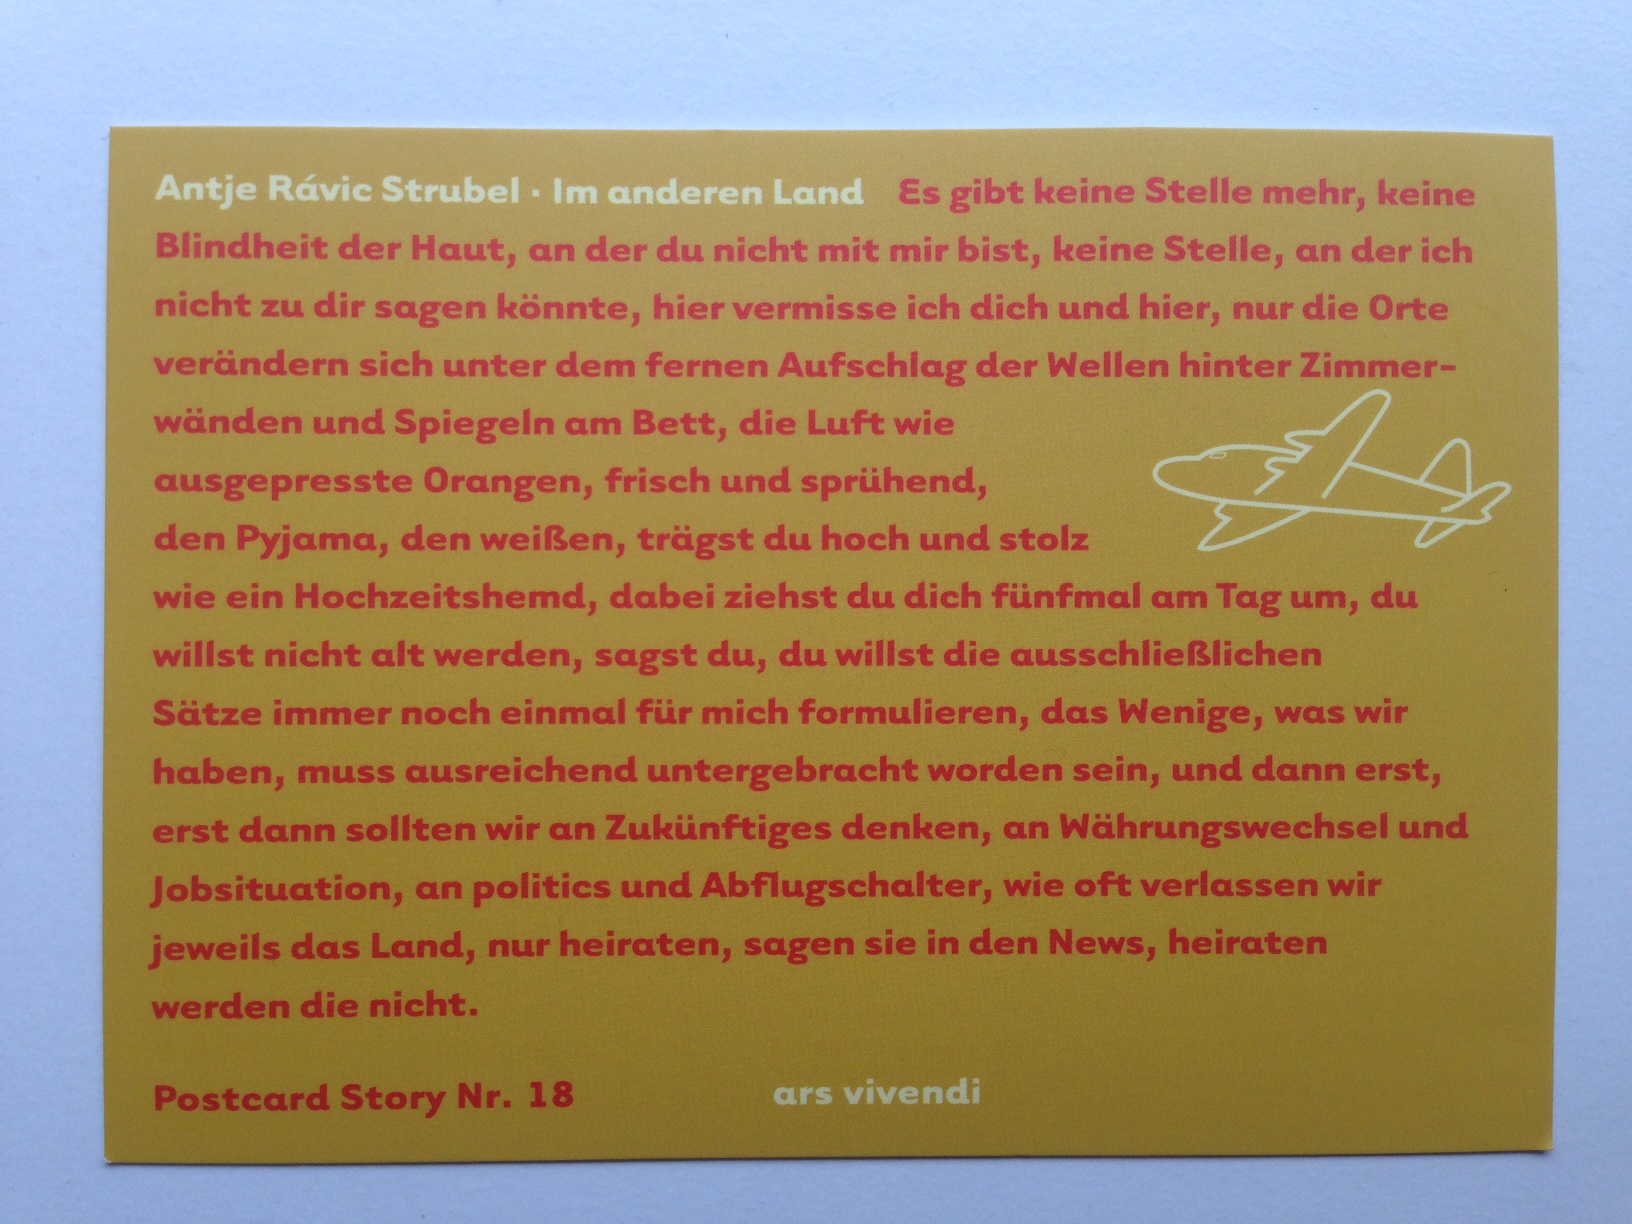 Antje Rávic Strubel · Im anderen Land Es gibt keine Stelle mehr, keine
Blindheit der Haut, an der du nicht mit mir bist, keine Stelle, an der ich
nicht zu dir sagen könnte, hier vermisse ich dich und hier, nur die Orte
verändern sich unter dem fernen Aufschlag der Wellen hinter Zimmer-
wänden und Spiegeln am Bett, die Luft wie
ausgepresste Orangen, frisch und sprühend,
den Pyjama, den weißen, trägst du hoch und stolz
wie ein Hochzeitshemd, dabei ziehst du dich fünfmal am Tag um, du
willst nicht alt werden, sagst du, du willst die ausschließlichen
Sätze immer noch einmal für mich formulieren, das Wenige, was wir
haben, muss ausreichend untergebracht worden sein, und dann erst,
erst dann sollten wir an Zukünftiges denken, an Währungswechsel und
Jobsituation, an politics und Abflugschalter, wie oft verlassen wir
jeweils das Land, nur heiraten, sagen sie in den News, heiraten
werden die nicht.
Postcard Story Nr. 18 ars vivendi